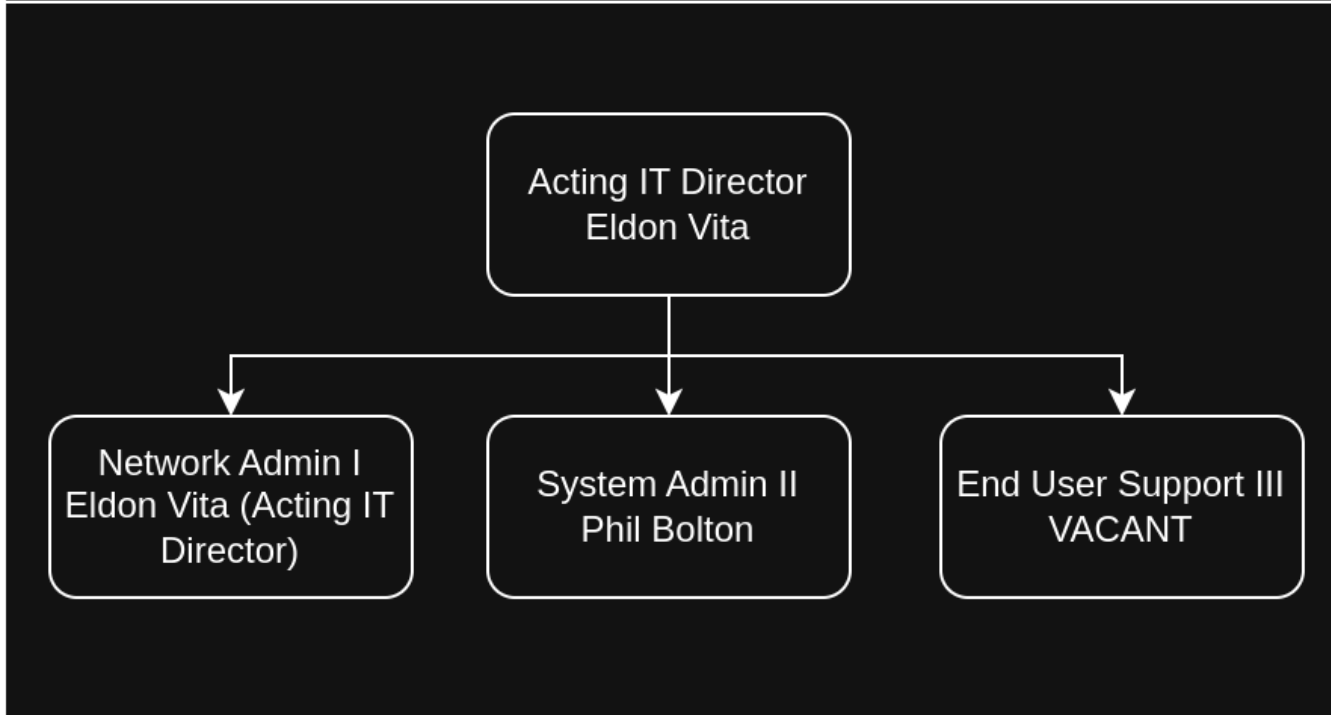 Acting IT Director
Eldon Vita
Network Admin I
Eldon Vita (Acting IT
Director)
System Admin II
Phil Bolton
End User Support III
VACANT